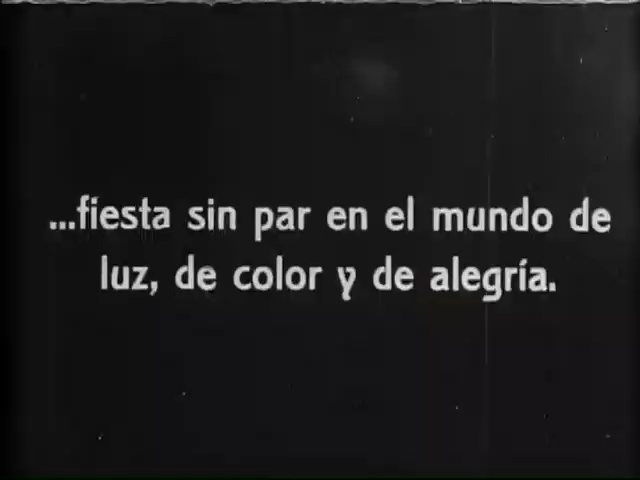 ...fiesta sin par en el mundo de
luz, de color y de alegría.